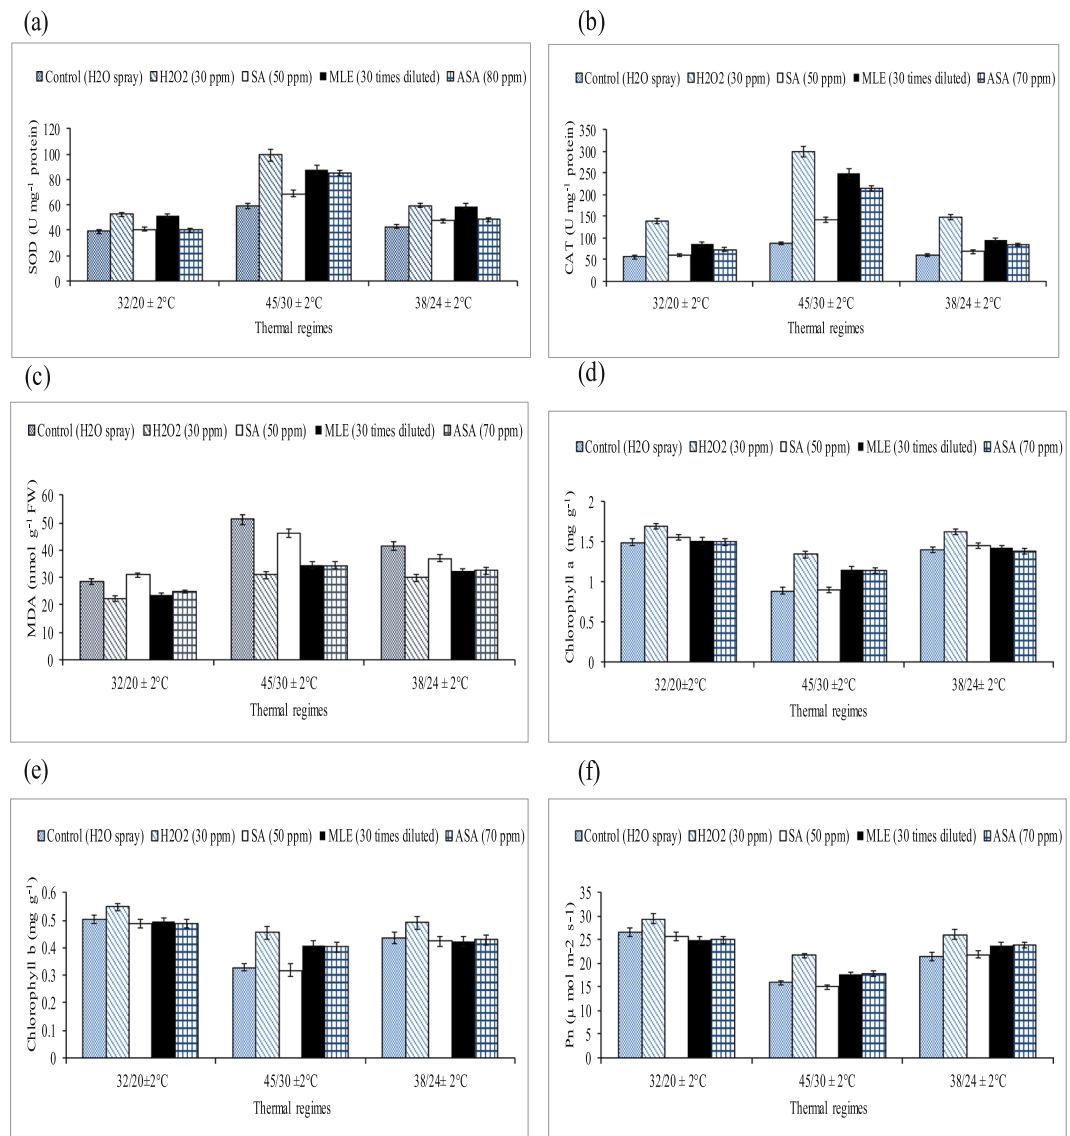 (a)
Control (H2O spray) H2O2 (30 ppm) SA (50 ppm) MLE (30 times diluted) ASA (80 ppm)
SOD (U mg-1 protein)
120
100
80
60
40
20
0
32/20 ± 2°C 45/30 ± 2°C 38/24 ± 2°C
Thermal regimes
(b)
Control (H2O spray) H2O2 (30 ppm) SA (50 ppm) MLE (30 times diluted) ASA (70 ppm)
CAT (U mg-1 protein)
350
300
250
200
150
100
50
0
32/20 ± 2°C 45/30 ± 2°C 38/24 ± 2°C
Thermal regimes
(c)
Control (H2O spray) H2O2 (30 ppm) SA (50 ppm) MLE (30 times diluted) ASA (70 ppm)
MDA (nmol g-1 FW)
60
50
40
30
20
10
0
32/20 ± 2°C 45/30 ± 2°C 38/24 ± 2°C
Thermal regimes
(d)
Control (H2O spray) H2O2 (30 ppm) SA (50 ppm) MLE (30 times diluted) ASA (70 ppm)
Chlorophyll a (mg g-1)
2
1.5
1
0.5
0
32/20±2°C 45/30 ±2°C 38/24± 2°C
Thermal regimes
(e)
Control (H2O spray) H2O2 (30 ppm) SA (50 ppm) MLE (30 times diluted) ASA (70 ppm)
Chlorophyll b (mg g-1)
0.6
0.5
0.4
0.3
0.2
0.1
0
32/20±2°C 45/30 ±2°C 38/24± 2°C
Thermal regimes
(f)
Control (H2O spray) H2O2 (30 ppm) SA (50 ppm) MLE (30 times diluted) ASA (70 ppm)
Pn (µ mol m-2 s-1)
35
30
25
20
15
10
5
0
32/20 ± 2°C 45/30 ± 2°C 38/24 ± 2°C
Thermal regimes